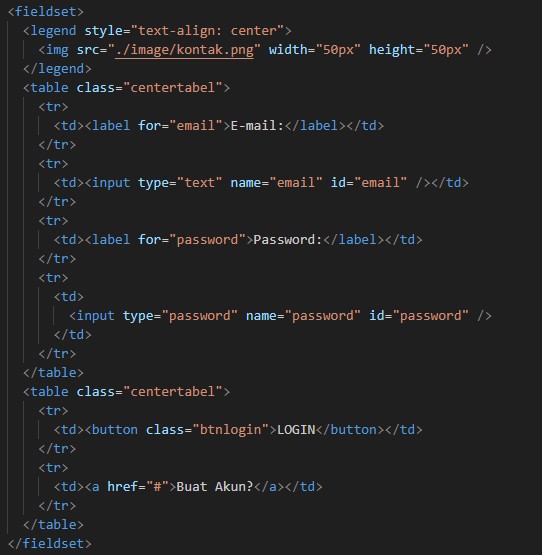 <fieldset>
  <legend style="text-align: center">
    <img src="./image/kontak.png" width="50px" height="50px" />
  </legend>
  <table class="centertabel">
    <tr>
      <td><label for="email">E-mail:</label></td>
    </tr>
    <tr>
      <td><input type="text" name="email" id="email" /></td>
    </tr>
    <tr>
      <td><label for="password">Password:</label></td>
    </tr>
    <tr>
      <td>
        <input type="password" name="password" id="password" />
      </td>
    </tr>
  </table>
  <table class="centertabel">
    <tr>
      <td><button class="btnlogin">LOGIN</button></td>
    </tr>
    <tr>
      <td><a href="#">Buat Akun?</a></td>
    </tr>
  </table>
</fieldset>